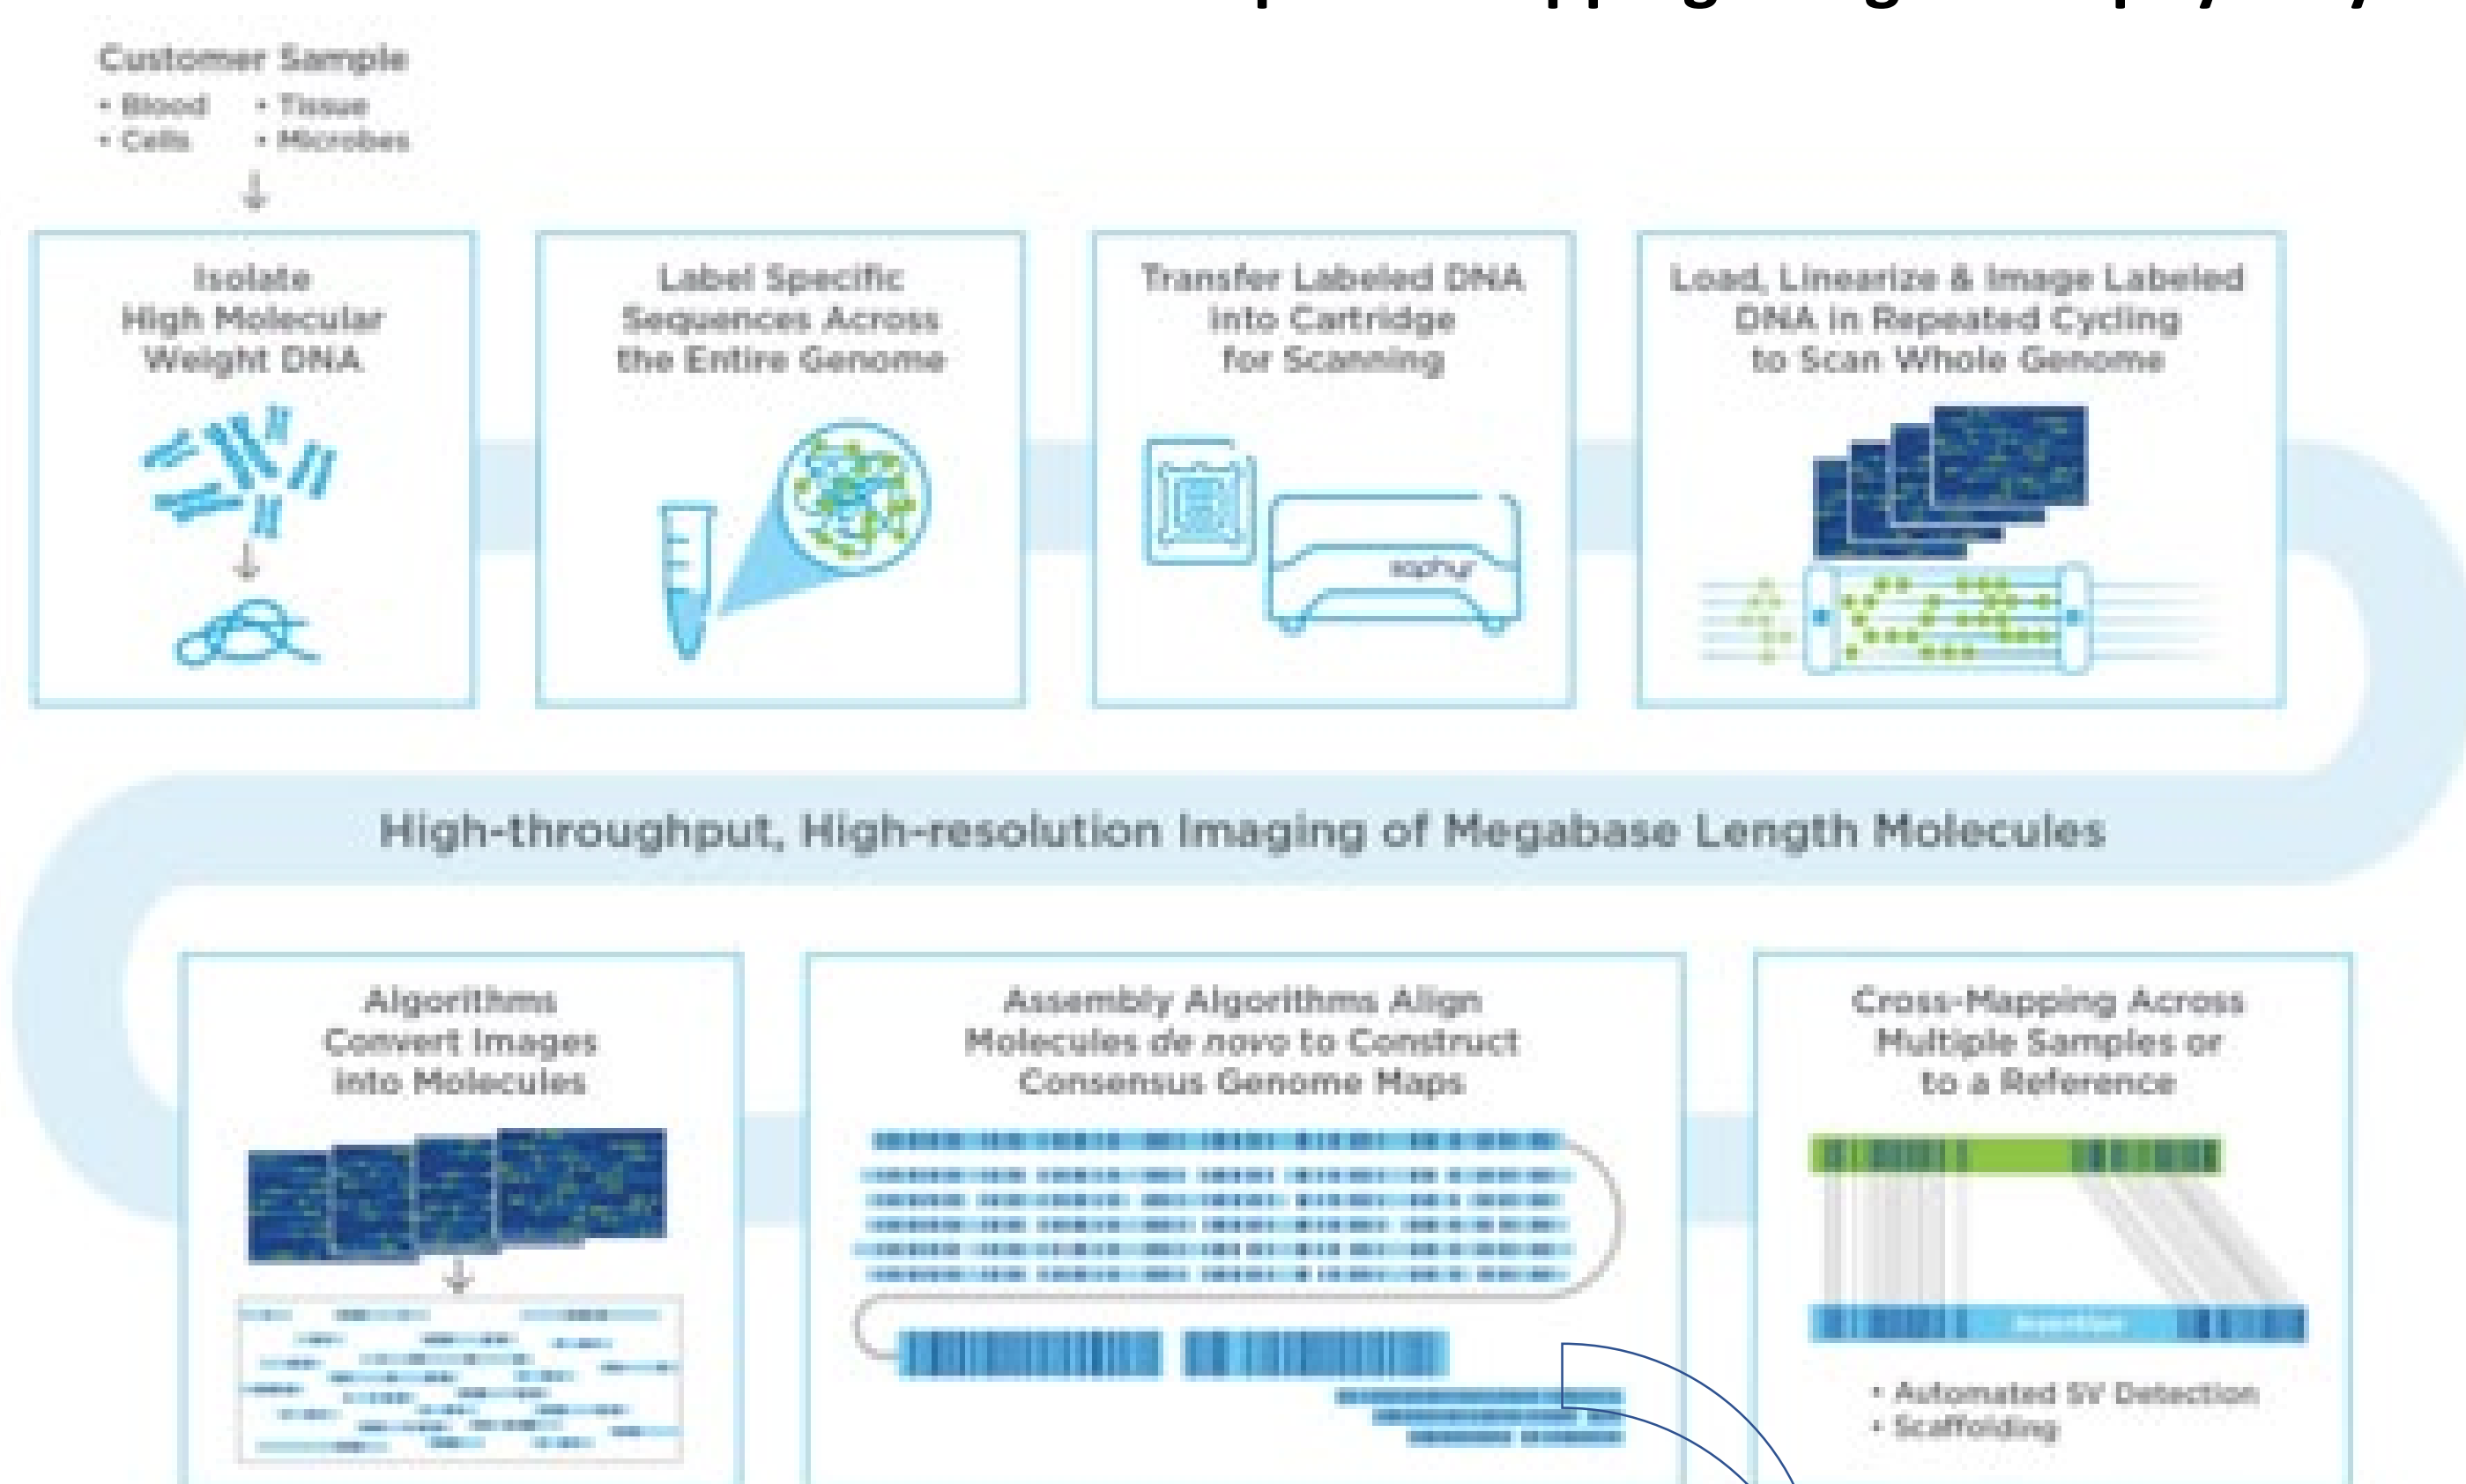 Customer Sample
• Blood • Tissue
• Cells • Microbes
Isolate
High Molecular
Weight DNA
Label Specific
Sequences Across
the Entire Genome
Transfer Labeled DNA
into Cartridge
for Scanning
saphyr
Load, Linearize & Image Labeled
DNA in Repeated Cycling
to Scan Whole Genome
High-throughput, High-resolution Imaging of Megabase Length Molecules
Algorithms
Convert Images
into Molecules
Assembly Algorithms Align
Molecules de novo to Construct
Consensus Genome Maps
Cross-Mapping Across
Multiple Samples or
to a Reference
• Automated SV Detection
• Scaffolding